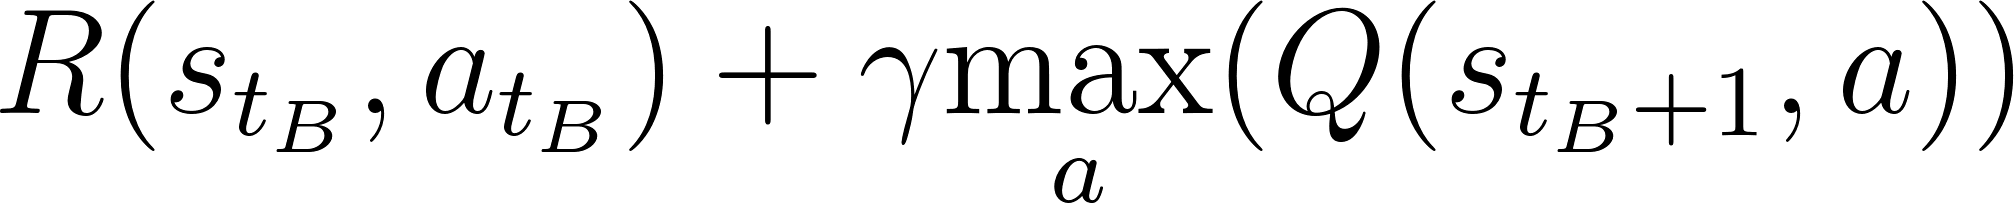 R(s_{t_B}, a_{t_B}) + γ \max_a (Q(s_{t_B+1}, a))